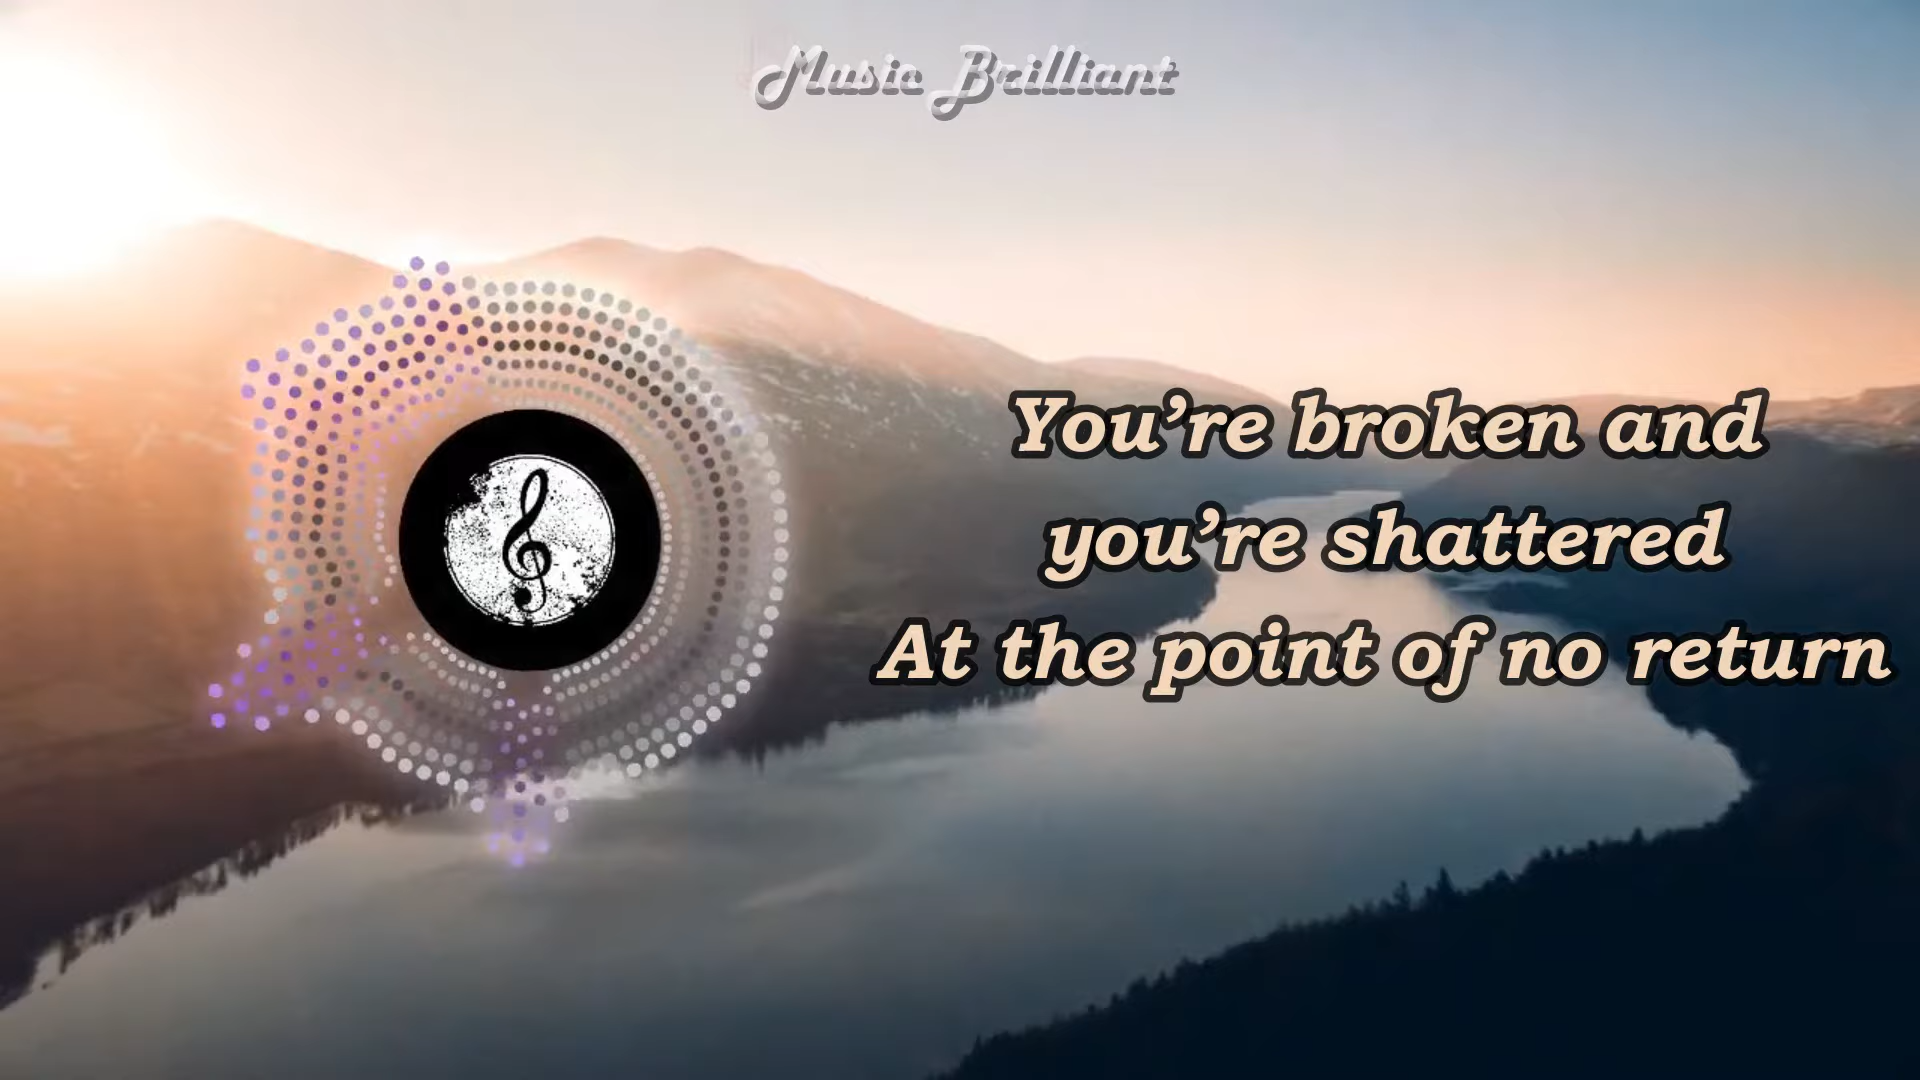 Music Brilliant
You’re broken and
you’re shattered
At the point of no return